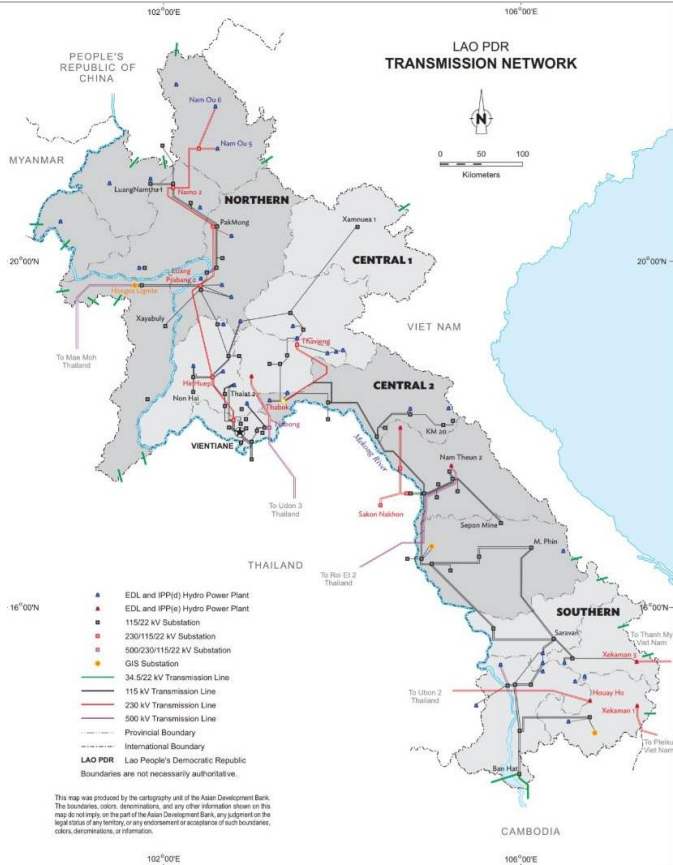 102°00'E
106°00'E
LAO PDR
TRANSMISSION NETWORK
PEOPLE'S
REPUBLIC OF
CHINA
N
0 50 100
Kilometers
MYANMAR
Nam Ou 6
Nam Ou 5
LuangNamtha 1
Namo 2
NORTHERN
PakMong
Xamnuea 1
CENTRAL 1
20°00'N
20°00'N
Luang
Prabang 2
Hongsa Lignite
Xayabuly
VIET NAM
To Mae Moh
Thailand
Thavieng
HinHuep
CENTRAL 2
Non Hai
Thalat 2
Thabok
KM 20
VIENTIANE
Nabong
Mekong River
Nam Theun 2
To Udon 3
Thailand
Sakon Nakhon
Sepon Mine
M. Phin
THAILAND
To Roi Et 2
Thailand
16°00'N
16°00'N
SOUTHERN
Saravan
To Thanh My
Viet Nam
Xekaman 3
To Ubon 2
Thailand
Houay Ho
Xekaman 1
To Pleiku
Viet Nam
Ban Hat
CAMBODIA
EDL and IPP(d) Hydro Power Plant
EDL and IPP(e) Hydro Power Plant
115/22 kV Substation
230/115/22 kV Substation
500/230/115/22 kV Substation
GIS Substation
34.5/22 kV Transmission Line
115 kV Transmission Line
230 kV Transmission Line
500 kV Transmission Line
Provincial Boundary
International Boundary
LAO PDR Lao People's Democratic Republic
Boundaries are not necessarily authoritative.
This map was produced by the cartography unit of the Asian Development Bank.
The boundaries, colors, denominations, and any other information shown on this
map do not imply, on the part of the Asian Development Bank, any judgment on the
legal status of any territory, or any endorsement or acceptance of such boundaries,
colors, denominations, or information.
102°00'E
106°00'E